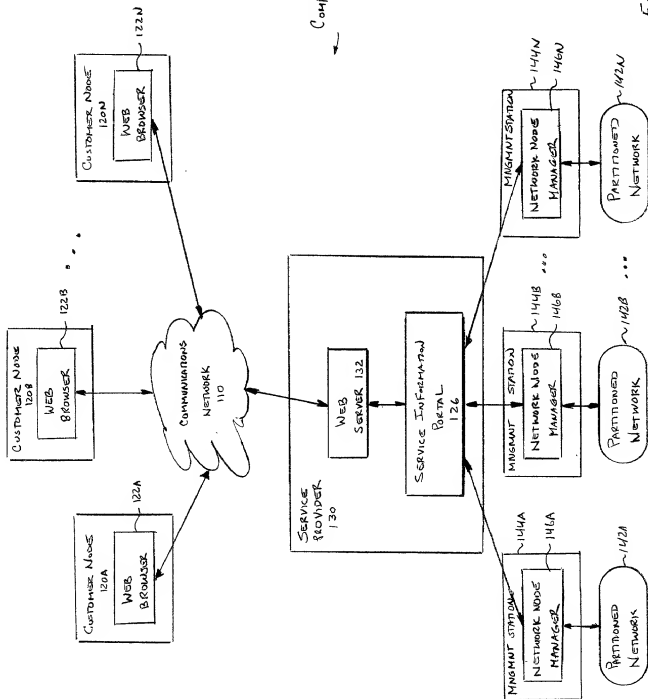 CUSTOMER NODE
120A
WEB
BROWSER
122A
CUSTOMER NODE
120B
WEB
BROWSER
122B
CUSTOMER NODE
120N
WEB
BROWSER
122N
COMMUNICATIONS
NETWORK
110
SERVICE
PROVIDER
130
WEB
SERVER 132
SERVICE INFORMATION
PORTAL
126
MNGMNT STATION
144A
NETWORK NODE
MANAGER
146A
PARTITIONED
NETWORK
142A
MNGMNT STATION
144B
NETWORK NODE
MANAGER
146B
PARTITIONED
NETWORK
142B
MNGMNT STATION
144N
NETWORK NODE
MANAGER
146N
PARTITIONED
NETWORK
142N